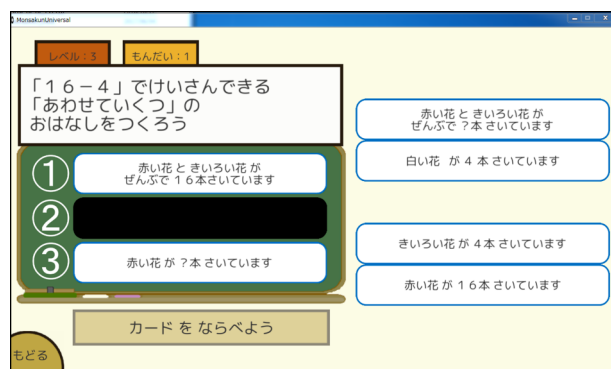 MonsakunUniversal
レベル：3
もんだい：1
「１６－４」でけいさんできる
「あわせていくつ」の
おはなしをつくろう
①
赤い花 と きいろい花 が
ぜんぶで １６本さいています
②
③
赤い花 が ？本 さいています
カード を ならべよう
もどる
赤い花 と きいろい花 が
ぜんぶで ？本 さいています
白い花 が ４ 本 さいています
きいろい花 が ４本 さいています
赤い花 が １６本 さいています